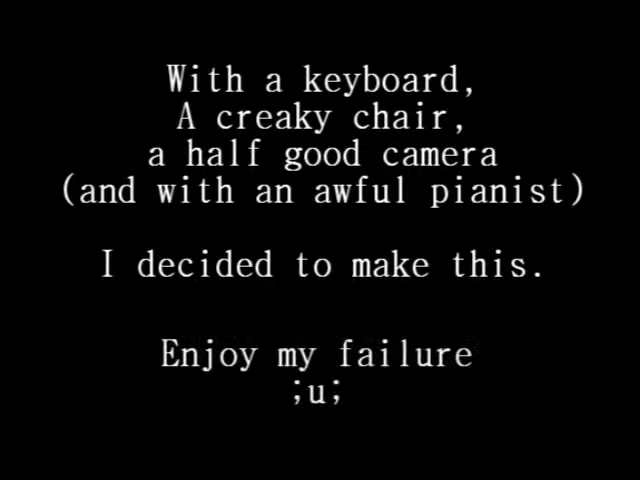 With a keyboard,
A creaky chair,
a half good camera
(and with an awful pianist)
I decided to make this.
Enjoy my failure
;u;